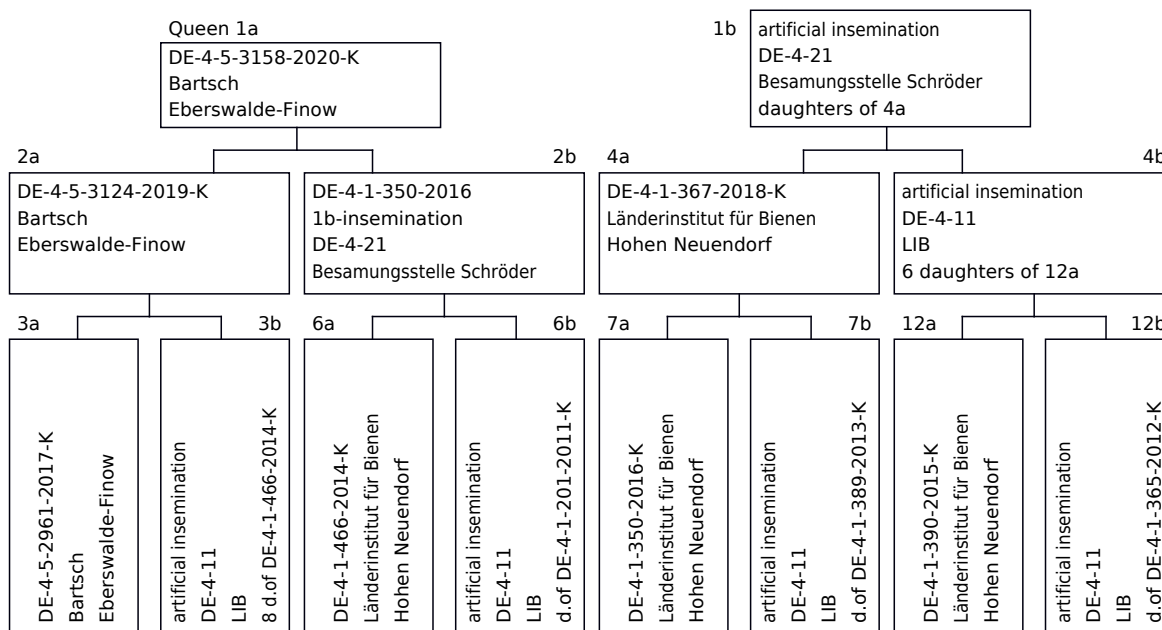 Queen 1a
DE-4-5-3158-2020-K
Bartsch
Eberswalde-Finow
1b
artificial insemination
DE-4-21
Besamungsstelle Schröder
daughters of 4a
2a
DE-4-5-3124-2019-K
Bartsch
Eberswalde-Finow
2b
DE-4-1-350-2016
1b-insemination
DE-4-21
Besamungsstelle Schröder
4a
DE-4-1-367-2018-K
Länderinstitut für Bienen
Hohen Neuendorf
4b
artificial insemination
DE-4-11
LIB
6 daughters of 12a
3a
DE-4-5-2961-2017-K
Bartsch
Eberswalde-Finow
3b
artificial insemination
DE-4-11
LIB
8 d.of DE-4-1-466-2014-K
6a
DE-4-1-466-2014-K
Länderinstitut für Bienen
Hohen Neuendorf
6b
artificial insemination
DE-4-11
LIB
d.of DE-4-1-201-2011-K
7a
DE-4-1-350-2016-K
Länderinstitut für Bienen
Hohen Neuendorf
7b
artificial insemination
DE-4-11
LIB
d.of DE-4-1-389-2013-K
12a
DE-4-1-390-2015-K
Länderinstitut für Bienen
Hohen Neuendorf
12b
artificial insemination
DE-4-11
LIB
d.of DE-4-1-365-2012-K